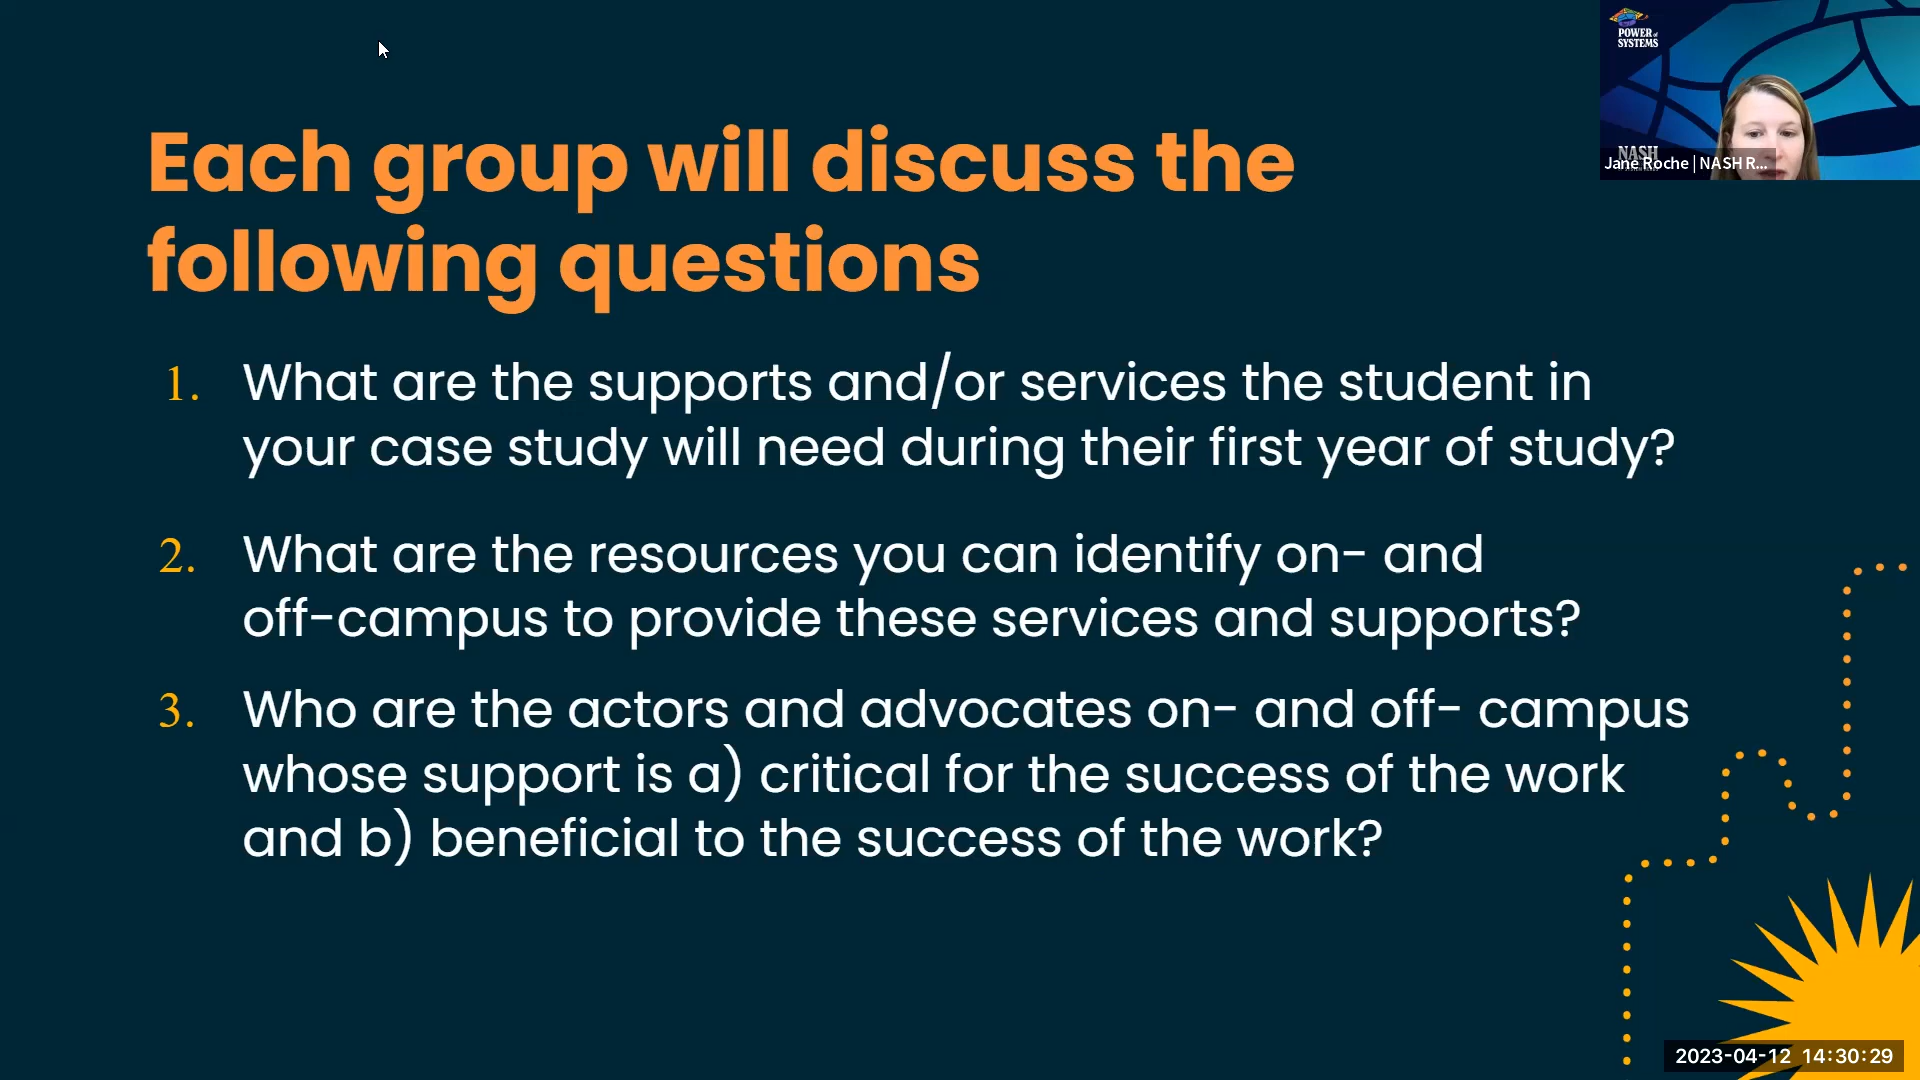 POWER of
SYSTEMS
NASH
Jane Roche | NASH R...
Each group will discuss the
following questions
1. What are the supports and/or services the student in
your case study will need during their first year of study?
2. What are the resources you can identify on- and
off-campus to provide these services and supports?
3. Who are the actors and advocates on- and off- campus
whose support is a) critical for the success of the work
and b) beneficial to the success of the work?
2023-04-12 14:30:29